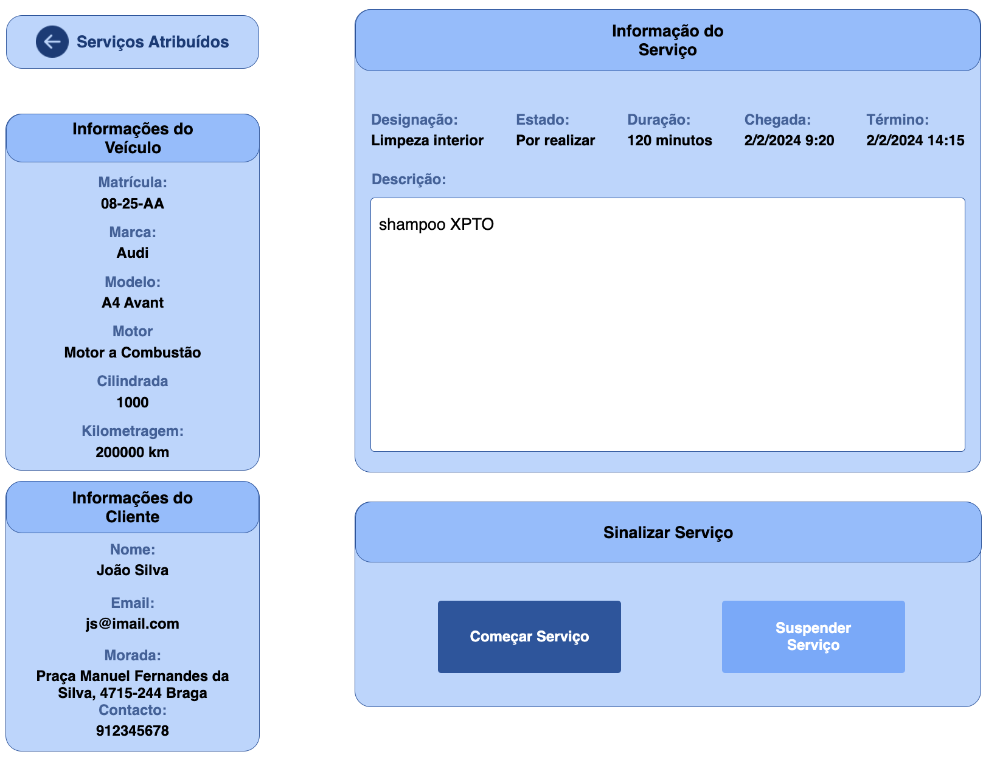 Serviços Atribuídos
Informações do
Veículo
Matrícula:
08-25-AA
Marca:
Audi
Modelo:
A4 Avant
Motor
Motor a Combustão
Cilindrada
1000
Kilometragem:
200000 km
Informações do
Cliente
Nome:
João Silva
Email:
js@imail.com
Morada:
Praça Manuel Fernandes da
Silva, 4715-244 Braga
Contacto:
912345678
Informação do
Serviço
Designação: Estado: Duração: Chegada: Término:
Limpeza interior Por realizar 120 minutos 2/2/2024 9:20 2/2/2024 14:15
Descrição:
shampoo XPTO
Sinalizar Serviço
Começar Serviço
Suspender
Serviço